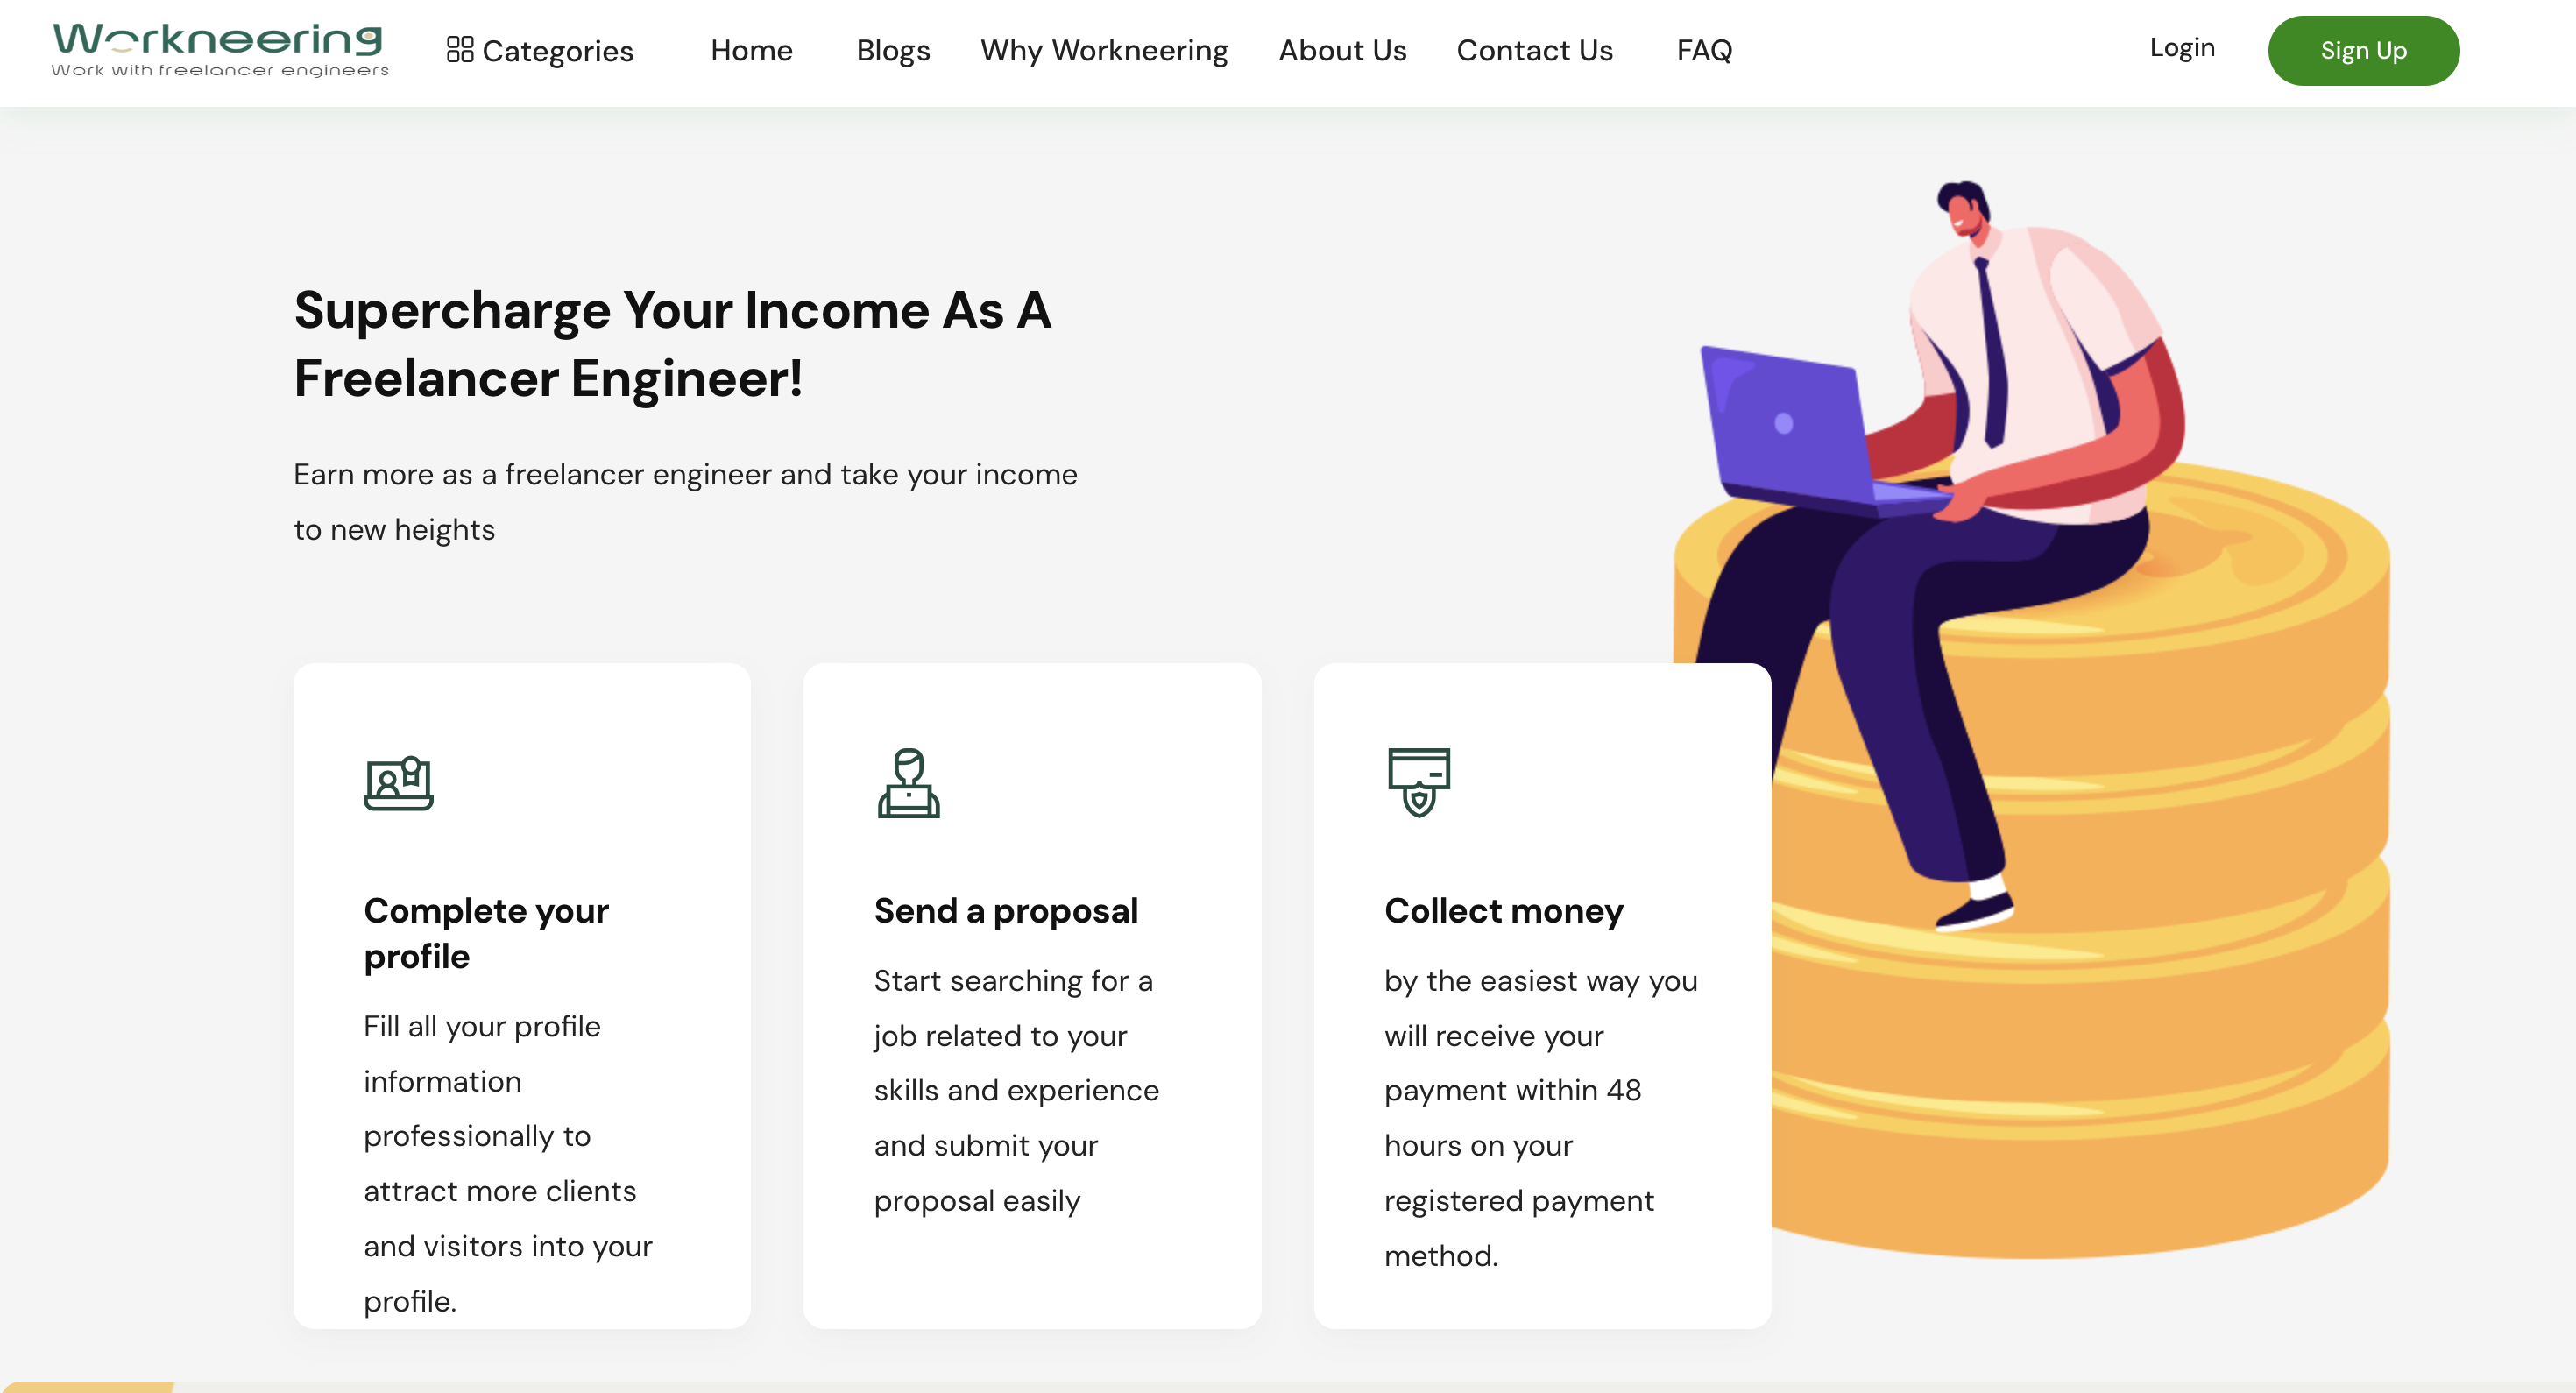 Workneering
Work with freelancer engineers
Categories
Home
Blogs
Why Workneering
About Us
Contact Us
FAQ
Login
Sign Up
Supercharge Your Income As A
Freelancer Engineer!
Earn more as a freelancer engineer and take your income
to new heights
Complete your
profile
Fill all your profile
information
professionally to
attract more clients
and visitors into your
profile.
Send a proposal
Start searching for a
job related to your
skills and experience
and submit your
proposal easily
Collect money
by the easiest way you
will receive your
payment within 48
hours on your
registered payment
method.